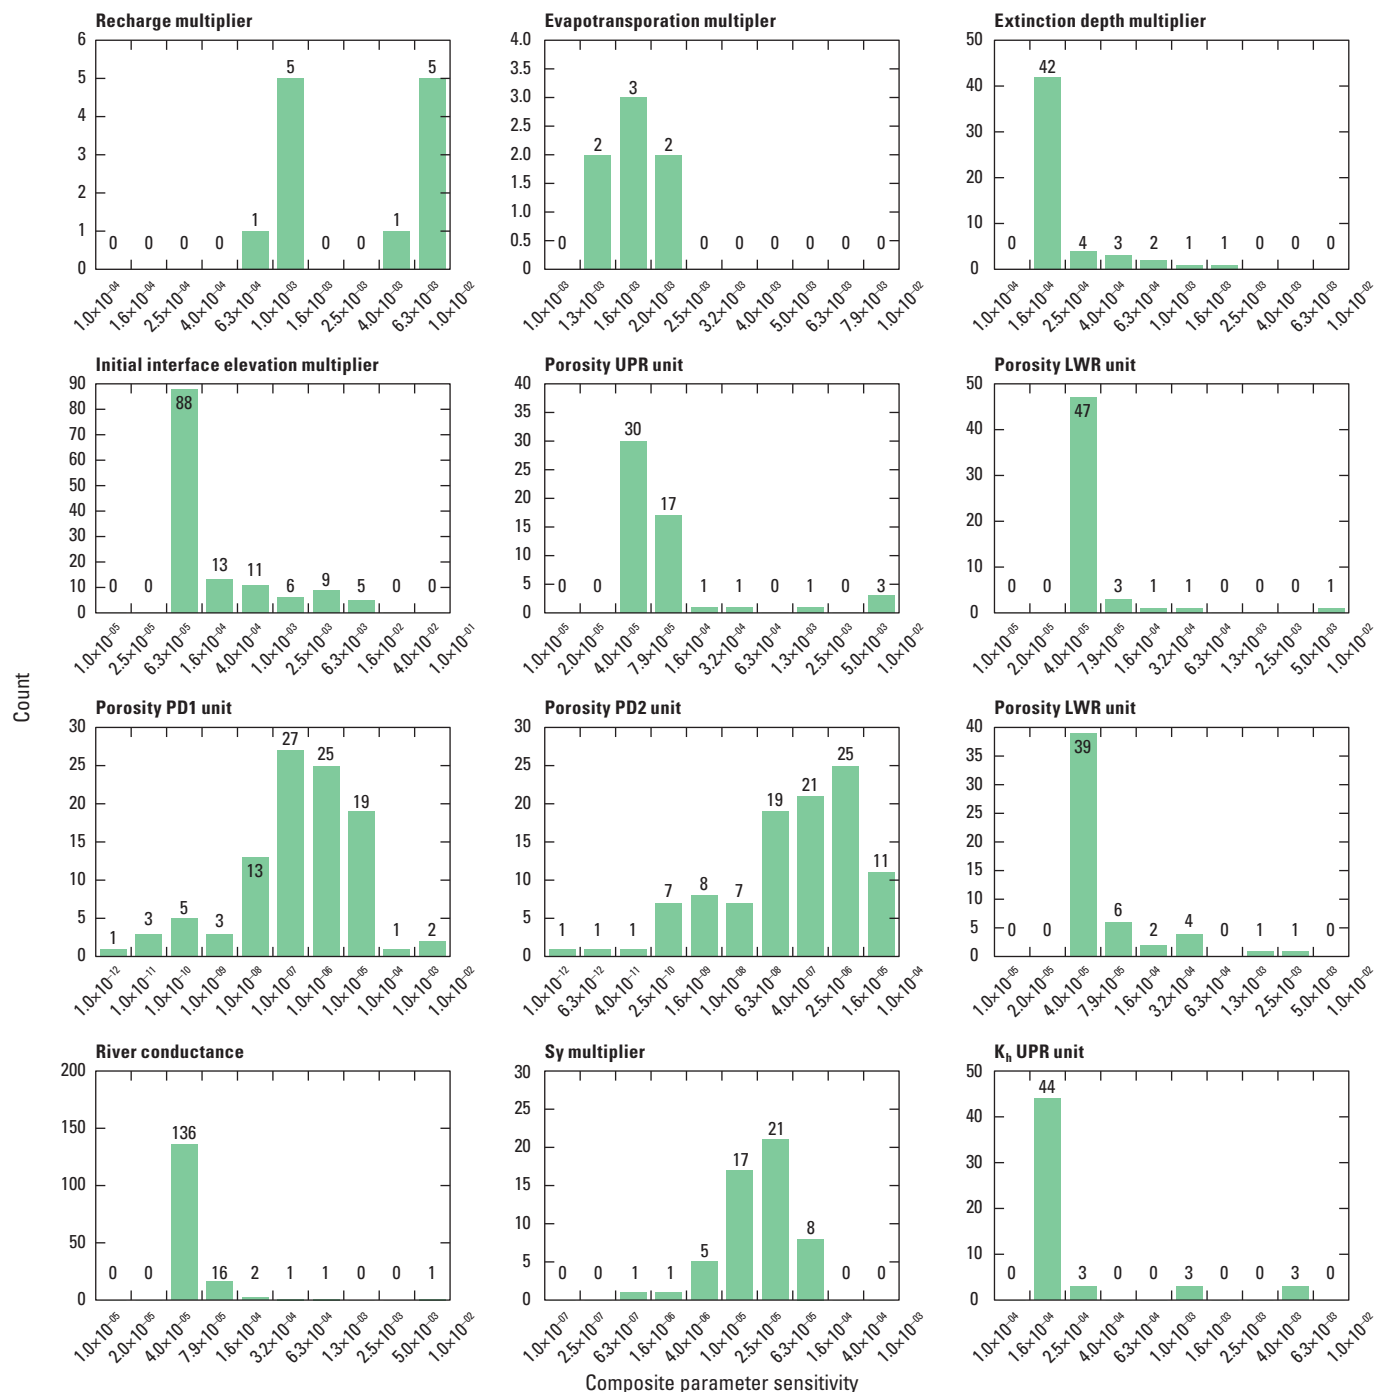 Recharge multiplier
6
5
4
3
2
1
0
0 0 0 0 1 5 0 0 1 5
1.0×10⁻⁰⁴ 1.6×10⁻⁰⁴ 2.5×10⁻⁰⁴ 4.0×10⁻⁰⁴ 6.3×10⁻⁰⁴ 1.0×10⁻⁰³ 1.6×10⁻⁰³ 2.5×10⁻⁰³ 4.0×10⁻⁰³ 6.3×10⁻⁰³ 1.0×10⁻⁰²
Evapotransporation multipler
4.0
3.5
3.0
2.5
2.0
1.5
1.0
0.5
0
0 2 3 2 0 0 0 0 0 0
1.0×10⁻⁰³ 1.3×10⁻⁰³ 1.6×10⁻⁰³ 2.0×10⁻⁰³ 2.5×10⁻⁰³ 3.2×10⁻⁰³ 4.0×10⁻⁰³ 5.0×10⁻⁰³ 6.3×10⁻⁰³ 7.9×10⁻⁰³ 1.0×10⁻⁰²
Extinction depth multiplier
50
40
30
20
10
0
0 42 4 3 2 1 1 0 0 0
1.0×10⁻⁰⁴ 1.6×10⁻⁰⁴ 2.5×10⁻⁰⁴ 4.0×10⁻⁰⁴ 6.3×10⁻⁰⁴ 1.0×10⁻⁰³ 1.6×10⁻⁰³ 2.5×10⁻⁰³ 4.0×10⁻⁰³ 6.3×10⁻⁰³ 1.0×10⁻⁰²
Initial interface elevation multiplier
90
80
70
60
50
40
30
20
10
0
0 0 88 13 11 6 9 5 0 0
1.0×10⁻⁰⁵ 2.5×10⁻⁰⁵ 6.3×10⁻⁰⁵ 1.6×10⁻⁰⁴ 4.0×10⁻⁰⁴ 1.0×10⁻⁰³ 2.5×10⁻⁰³ 6.3×10⁻⁰³ 1.6×10⁻⁰² 4.0×10⁻⁰² 1.0×10⁻⁰¹
Porosity UPR unit
40
35
30
25
20
15
10
5
0
0 0 30 17 1 1 0 1 0 3
1.0×10⁻⁰⁵ 2.0×10⁻⁰⁵ 4.0×10⁻⁰⁵ 7.9×10⁻⁰⁵ 1.6×10⁻⁰⁴ 3.2×10⁻⁰⁴ 6.3×10⁻⁰⁴ 1.3×10⁻⁰³ 2.5×10⁻⁰³ 5.0×10⁻⁰³ 1.0×10⁻⁰²
Porosity LWR unit
50
40
30
20
10
0
0 0 47 3 1 1 0 0 0 1
1.0×10⁻⁰⁵ 2.0×10⁻⁰⁵ 4.0×10⁻⁰⁵ 7.9×10⁻⁰⁵ 1.6×10⁻⁰⁴ 3.2×10⁻⁰⁴ 6.3×10⁻⁰⁴ 1.3×10⁻⁰³ 2.5×10⁻⁰³ 5.0×10⁻⁰³ 1.0×10⁻⁰²
Count
Porosity PD1 unit
30
25
20
15
10
5
0
1 3 5 3 13 27 25 19 1 2
1.0×10⁻¹² 1.0×10⁻¹¹ 1.0×10⁻¹⁰ 1.0×10⁻⁰⁹ 1.0×10⁻⁰⁸ 1.0×10⁻⁰⁷ 1.0×10⁻⁰⁶ 1.0×10⁻⁰⁵ 1.0×10⁻⁰⁴ 1.0×10⁻⁰³ 1.0×10⁻⁰²
Porosity PD2 unit
30
25
20
15
10
5
0
1 1 1 7 8 7 19 21 25 11
1.0×10⁻¹² 6.3×10⁻¹² 4.0×10⁻¹¹ 2.5×10⁻¹⁰ 1.6×10⁻⁰⁹ 1.0×10⁻⁰⁸ 6.3×10⁻⁰⁸ 4.0×10⁻⁰⁷ 2.5×10⁻⁰⁶ 1.6×10⁻⁰⁵ 1.0×10⁻⁰⁴
Porosity LWR unit
40
35
30
25
20
15
10
5
0
0 0 39 6 2 4 0 1 1 0
1.0×10⁻⁰⁵ 2.0×10⁻⁰⁵ 4.0×10⁻⁰⁵ 7.9×10⁻⁰⁵ 1.6×10⁻⁰⁴ 3.2×10⁻⁰⁴ 6.3×10⁻⁰⁴ 1.3×10⁻⁰³ 2.5×10⁻⁰³ 5.0×10⁻⁰³ 1.0×10⁻⁰²
River conductance
200
150
100
50
0
0 0 136 16 2 1 1 0 0 1
1.0×10⁻⁰⁵ 2.0×10⁻⁰⁵ 4.0×10⁻⁰⁵ 7.9×10⁻⁰⁵ 1.6×10⁻⁰⁴ 3.2×10⁻⁰⁴ 6.3×10⁻⁰⁴ 1.3×10⁻⁰³ 2.5×10⁻⁰³ 5.0×10⁻⁰³ 1.0×10⁻⁰²
Sy multiplier
30
25
20
15
10
5
0
0 0 1 1 5 17 21 8 0 0
1.0×10⁻⁰⁷ 2.5×10⁻⁰⁷ 6.3×10⁻⁰⁷ 1.6×10⁻⁰⁶ 4.0×10⁻⁰⁶ 1.0×10⁻⁰⁵ 2.5×10⁻⁰⁵ 6.3×10⁻⁰⁵ 1.6×10⁻⁰⁴ 4.0×10⁻⁰⁴ 1.0×10⁻⁰³
Kₕ UPR unit
50
40
30
20
10
0
0 44 3 0 0 3 0 0 3 0
1.0×10⁻⁰⁴ 1.6×10⁻⁰⁴ 2.5×10⁻⁰⁴ 4.0×10⁻⁰⁴ 6.3×10⁻⁰⁴ 1.0×10⁻⁰³ 1.6×10⁻⁰³ 2.5×10⁻⁰³ 4.0×10⁻⁰³ 6.3×10⁻⁰³ 1.0×10⁻⁰²
Composite parameter sensitivity